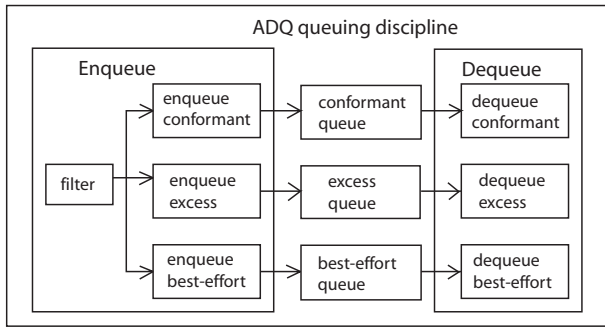 ADQ queuing discipline
Enqueue
Dequeue
enqueue
conformant
conformant
queue
dequeue
conformant
filter
enqueue
excess
excess
queue
dequeue
excess
enqueue
best-effort
best-effort
queue
dequeue
best-effort